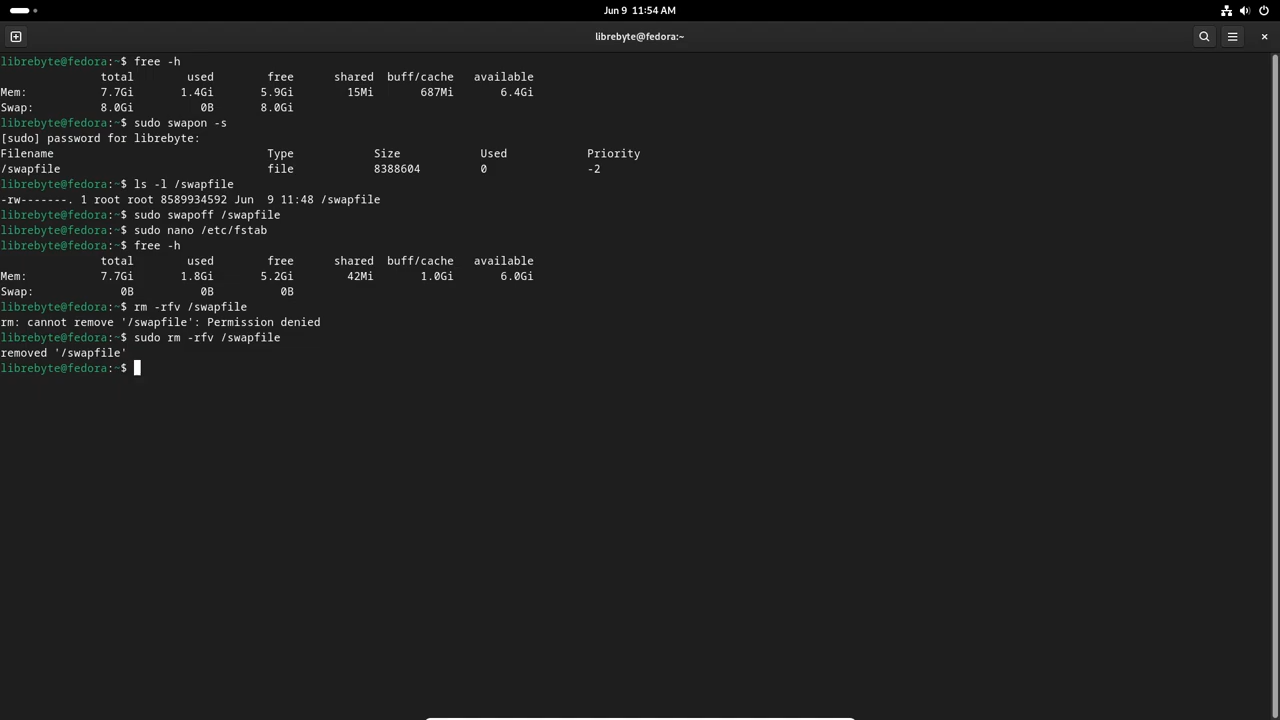 Jun 9  11:54 AM
librebyte@fedora:~
librebyte@fedora:~$ free -h
               total        used        free      shared  buff/cache   available
Mem:           7.7Gi       1.4Gi       5.9Gi        15Mi       687Mi       6.4Gi
Swap:          8.0Gi          0B       8.0Gi
librebyte@fedora:~$ sudo swapon -s
[sudo] password for librebyte:
Filename                                Type            Size            Used            Priority
/swapfile                               file            8388604         0               -2
librebyte@fedora:~$ ls -l /swapfile
-rw-------. 1 root root 8589934592 Jun  9 11:48 /swapfile
librebyte@fedora:~$ sudo swapoff /swapfile
librebyte@fedora:~$ sudo nano /etc/fstab
librebyte@fedora:~$ free -h
               total        used        free      shared  buff/cache   available
Mem:           7.7Gi       1.8Gi       5.2Gi        42Mi       1.0Gi       6.0Gi
Swap:             0B          0B          0B
librebyte@fedora:~$ rm -rfv /swapfile
rm: cannot remove '/swapfile': Permission denied
librebyte@fedora:~$ sudo rm -rfv /swapfile
removed '/swapfile'
librebyte@fedora:~$